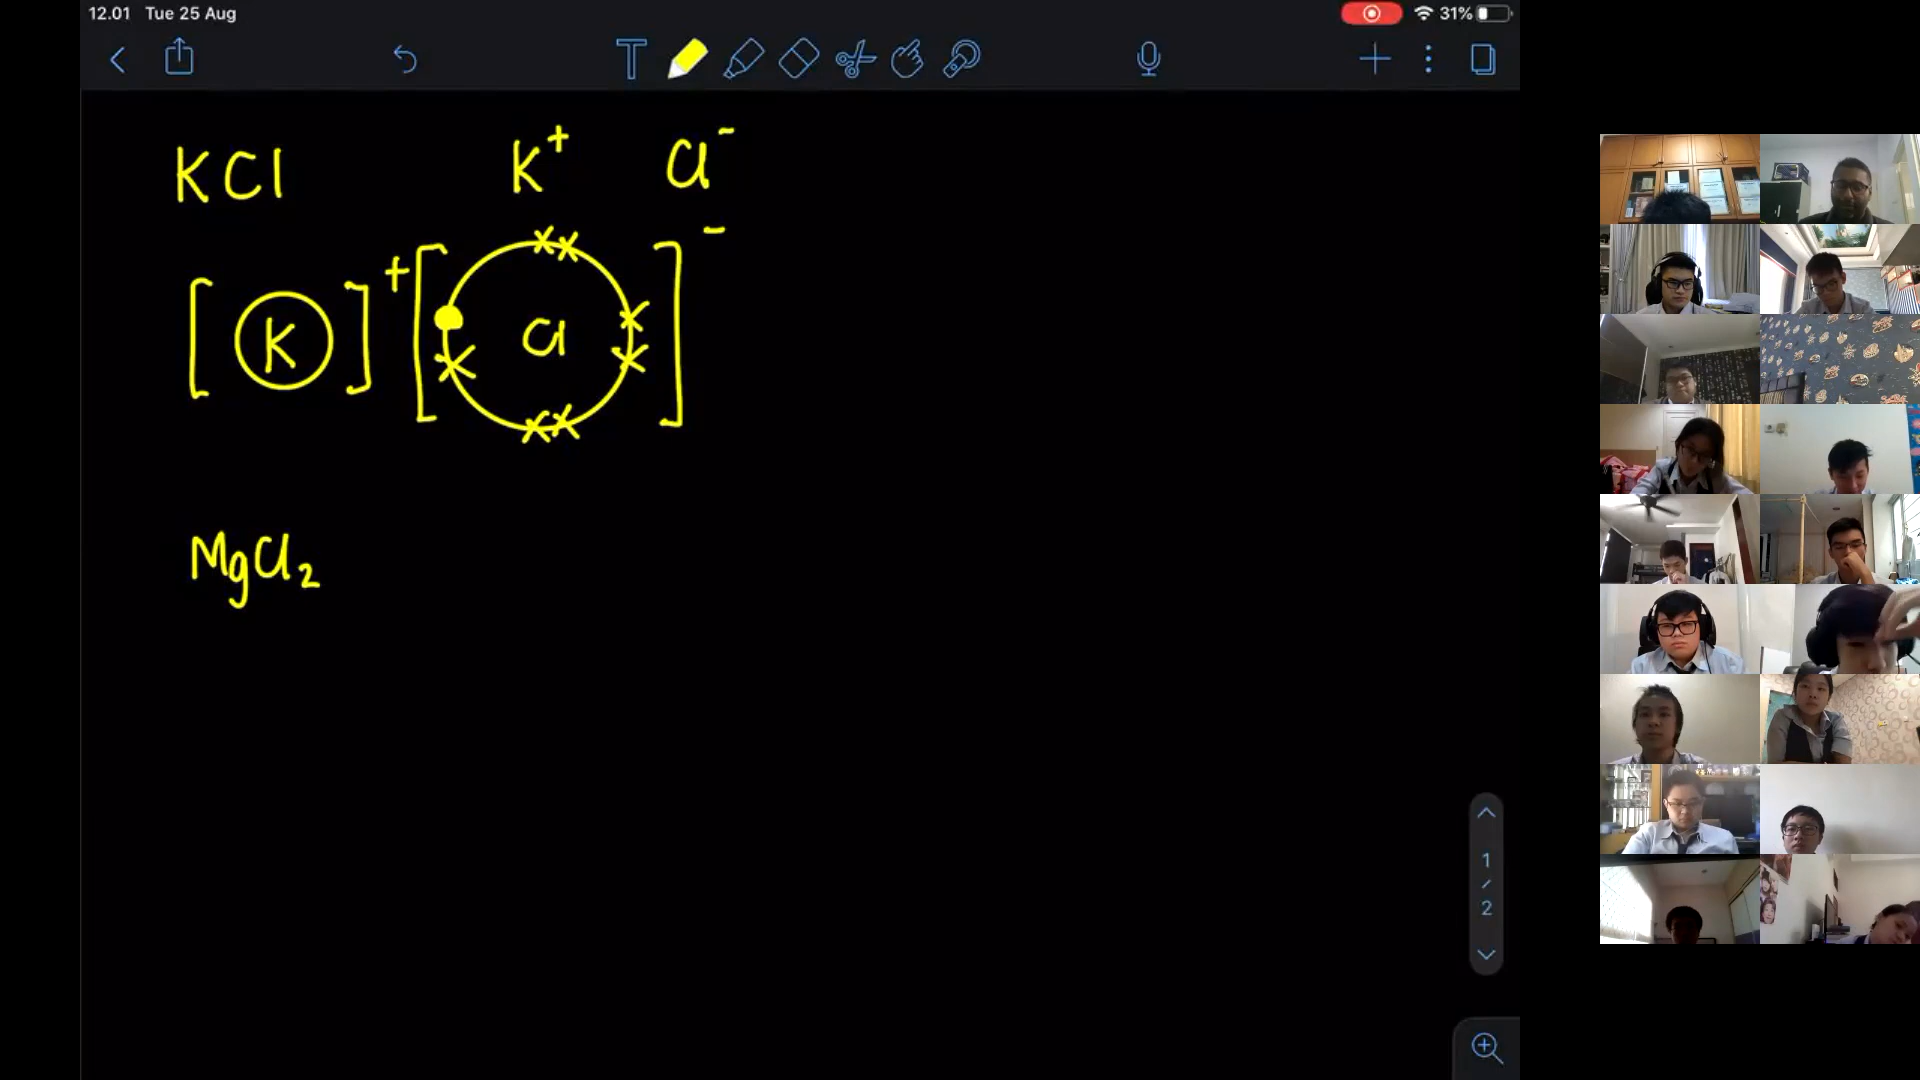 12.01 Tue 25 Aug
31%
T
KCl K⁺ Cl⁻
[ K ]⁺ [ Cl ]⁻
MgCl₂
1
/
2